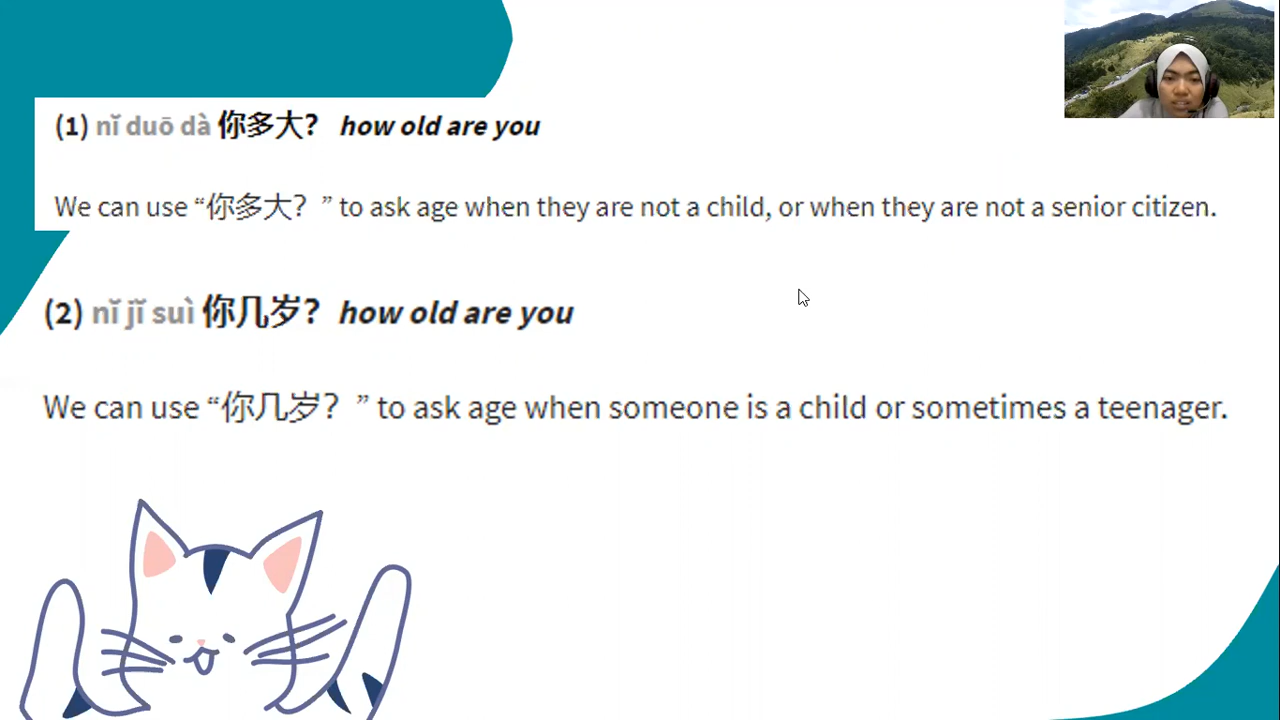 (1) nǐ duō dà 你多大？ how old are you
We can use “你多大？” to ask age when they are not a child, or when they are not a senior citizen.
(2) nǐ jǐ suì 你几岁？ how old are you
We can use “你几岁？” to ask age when someone is a child or sometimes a teenager.